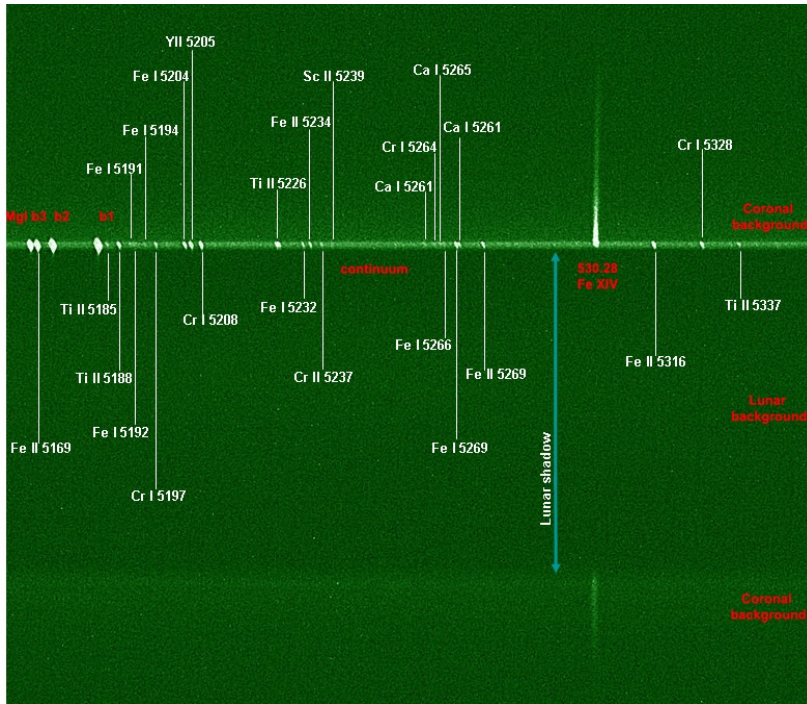 YII 5205
Fe I 5204
Sc II 5239
Ca I 5265
Fe I 5194
Fe II 5234
Ca I 5261
Cr I 5264
Cr I 5328
Fe I 5191
Ti II 5226
Ca I 5261
MgI b3 b2 b1
Coronal
background
continuum
530.28
Fe XIV
Ti II 5185
Fe I 5232
Cr I 5208
Ti II 5337
Fe I 5266
Fe II 5316
Ti II 5188
Cr II 5237
Fe II 5269
Lunar
background
Fe I 5192
Fe II 5169
Fe I 5269
Lunar shadow
Cr I 5197
Coronal
background